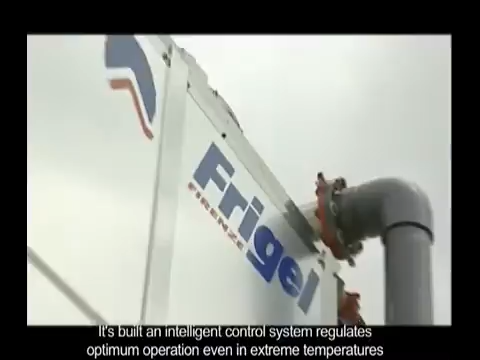 Frigel
FIRENZE
It's built an intelligent control system regulates
optimum operation even in extreme temperatures